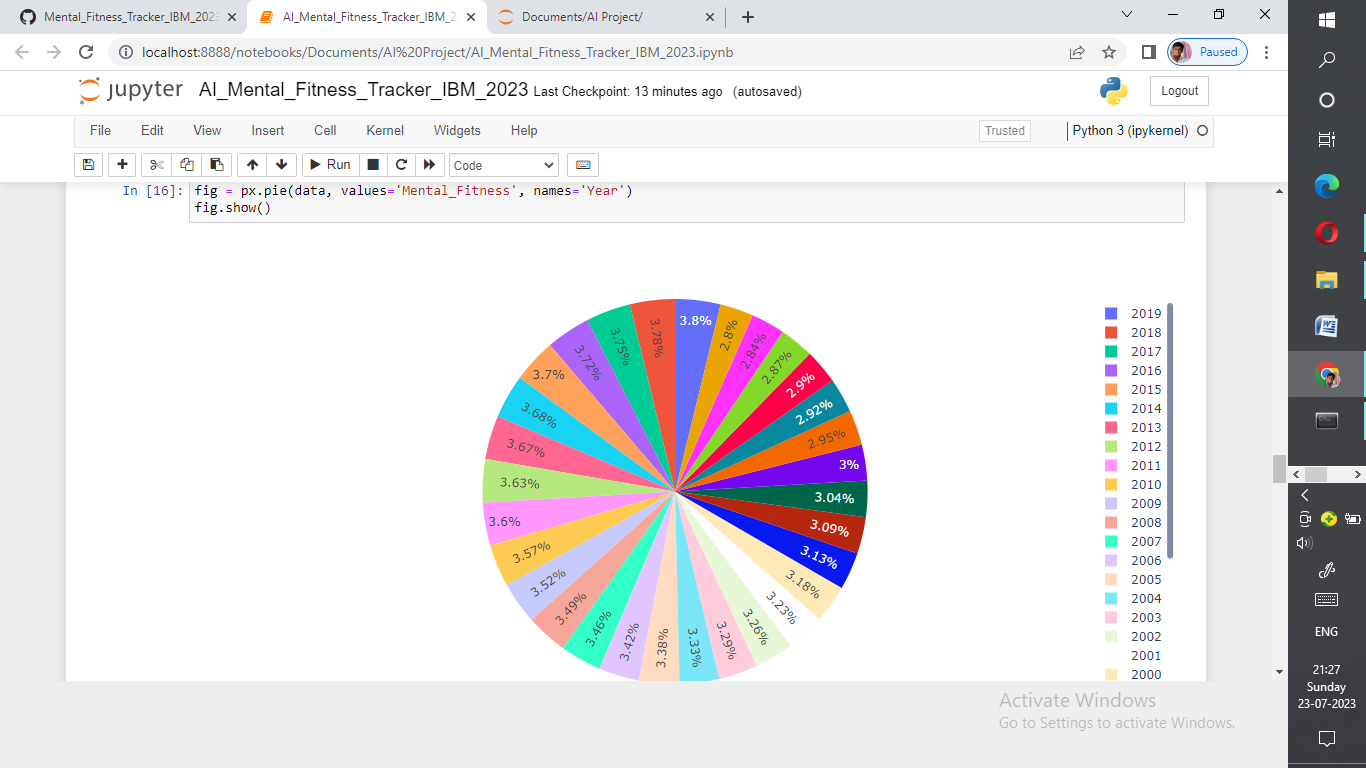 Mental_Fitness_Tracker_IBM_202
AI_Mental_Fitness_Tracker_IBM_2
Documents/AI Project/
localhost:8888/notebooks/Documents/AI%20Project/AI_Mental_Fitness_Tracker_IBM_2023.ipynb
Paused
jupyter AI_Mental_Fitness_Tracker_IBM_2023 Last Checkpoint: 13 minutes ago (autosaved)
Logout
File Edit View Insert Cell Kernel Widgets Help
Trusted
Python 3 (ipykernel)
Run
Code
In [16]: fig = px.pie(data, values='Mental_Fitness', names='Year')
fig.show()
3.8%
2.8%
2.84%
2.87%
2.9%
2.92%
2.95%
3%
3.04%
3.09%
3.13%
3.18%
3.23%
3.26%
3.29%
3.33%
3.38%
3.42%
3.46%
3.49%
3.52%
3.57%
3.6%
3.63%
3.67%
3.68%
3.7%
3.72%
3.75%
3.78%
2019
2018
2017
2016
2015
2014
2013
2012
2011
2010
2009
2008
2007
2006
2005
2004
2003
2002
2001
2000
Activate Windows
Go to Settings to activate Windows.
ENG
21:27
Sunday
23-07-2023